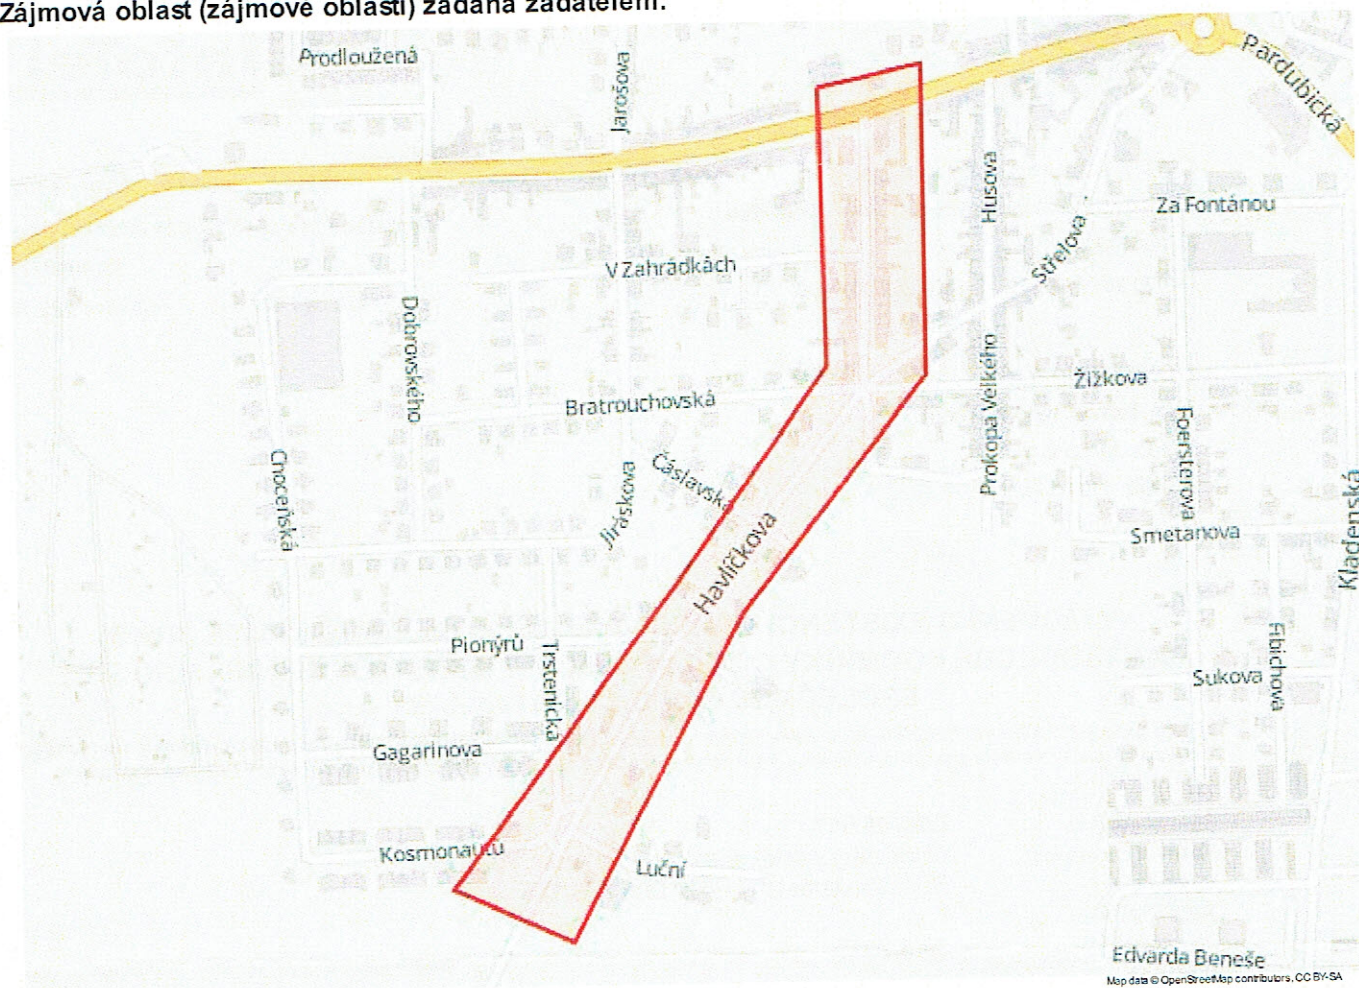 Zájmová oblast (zájmové oblasti) zadaná žadatelem:
Prodloužená
Jarošova
Pardubická
Husova
Za Fontánou
Střelova
V Zahrádkách
Dobrovského
Prokopa Velkého
Žižkova
Bratrouchovská
Foersterova
Choceňská
Čáslavská
Jiráskova
Kladenská
Havlíčkova
Smetanova
Pionýrů
Trstenická
Fibichova
Sukova
Gagarinova
Kosmonautů
Luční
Edvarda Beneše
Map data © OpenStreetMap contributors, CC BY-SA